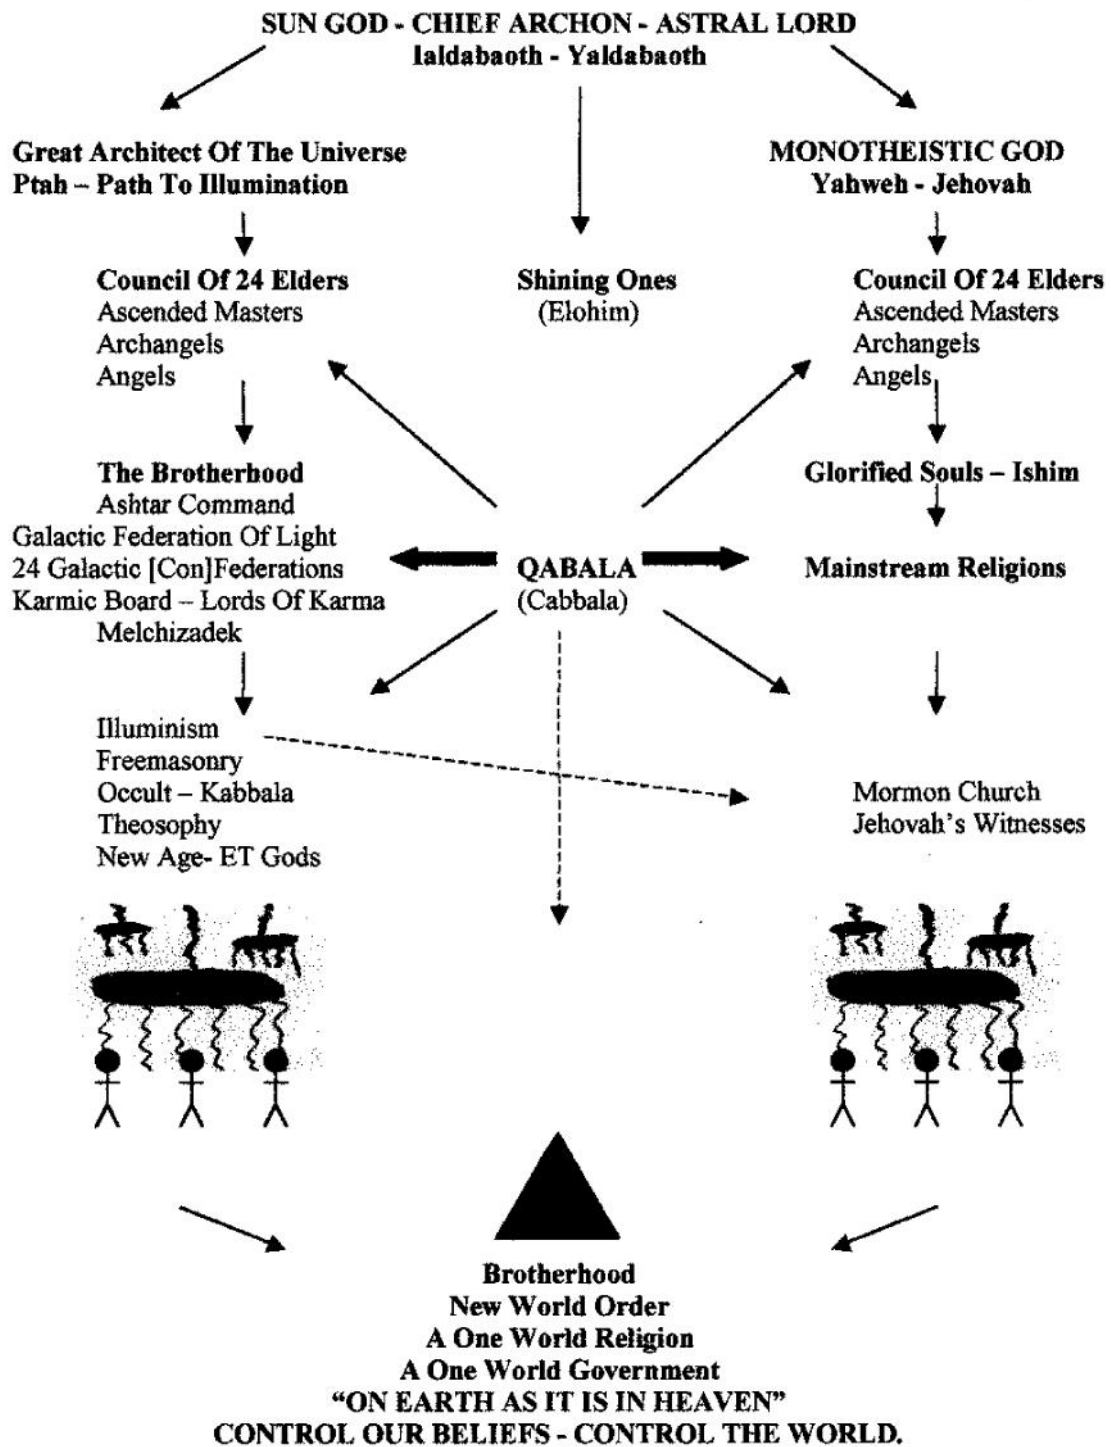 SUN GOD - CHIEF ARCHON - ASTRAL LORD
Ialdabaoth - Yaldabaoth
Great Architect Of The Universe
Ptah – Path To Illumination
MONOTHEISTIC GOD
Yahweh - Jehovah
Council Of 24 Elders
Ascended Masters
Archangels
Angels
Shining Ones
(Elohim)
Council Of 24 Elders
Ascended Masters
Archangels
Angels
The Brotherhood
Ashtar Command
Galactic Federation Of Light
24 Galactic [Con]Federations
Karmic Board – Lords Of Karma
Melchizadek
QABALA
(Cabbala)
Glorified Souls – Ishim
Mainstream Religions
Illuminism
Freemasonry
Occult – Kabbala
Theosophy
New Age- ET Gods
Mormon Church
Jehovah's Witnesses
Brotherhood
New World Order
A One World Religion
A One World Government
“ON EARTH AS IT IS IN HEAVEN”
CONTROL OUR BELIEFS - CONTROL THE WORLD.